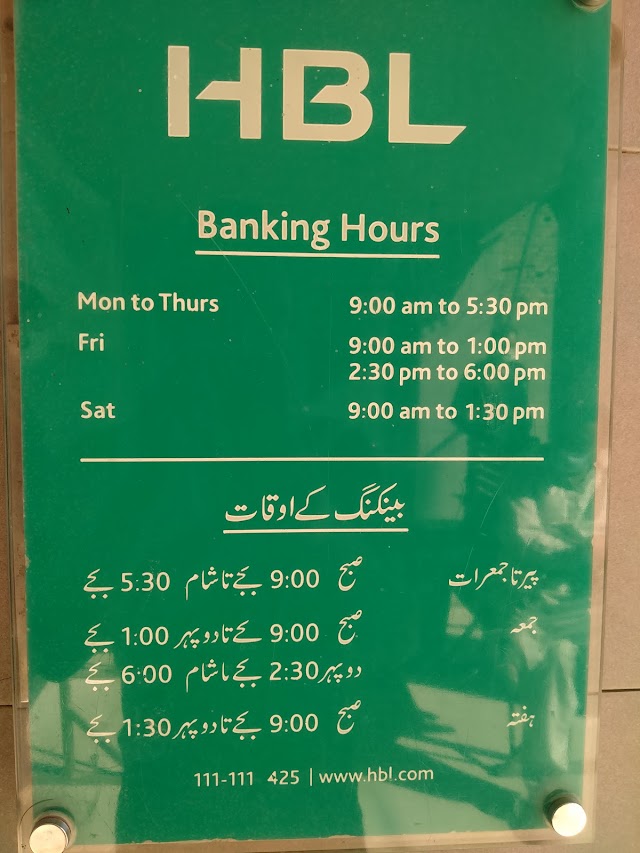 HBL
Banking Hours
Mon to Thurs 9:00 am to 5:30 pm
Fri 9:00 am to 1:00 pm
2:30 pm to 6:00 pm
Sat 9:00 am to 1:30 pm
بینکنگ کے اوقات
پیر تا جمعرات صبح 9:00 بجے تا شام 5:30 بجے
جمعہ صبح 9:00 بجے تا دوپہر 1:00 بجے
دوپہر 2:30 بجے تا شام 6:00 بجے
ہفتہ صبح 9:00 بجے تا دوپہر 1:30 بجے
111-111 425 | www.hbl.com